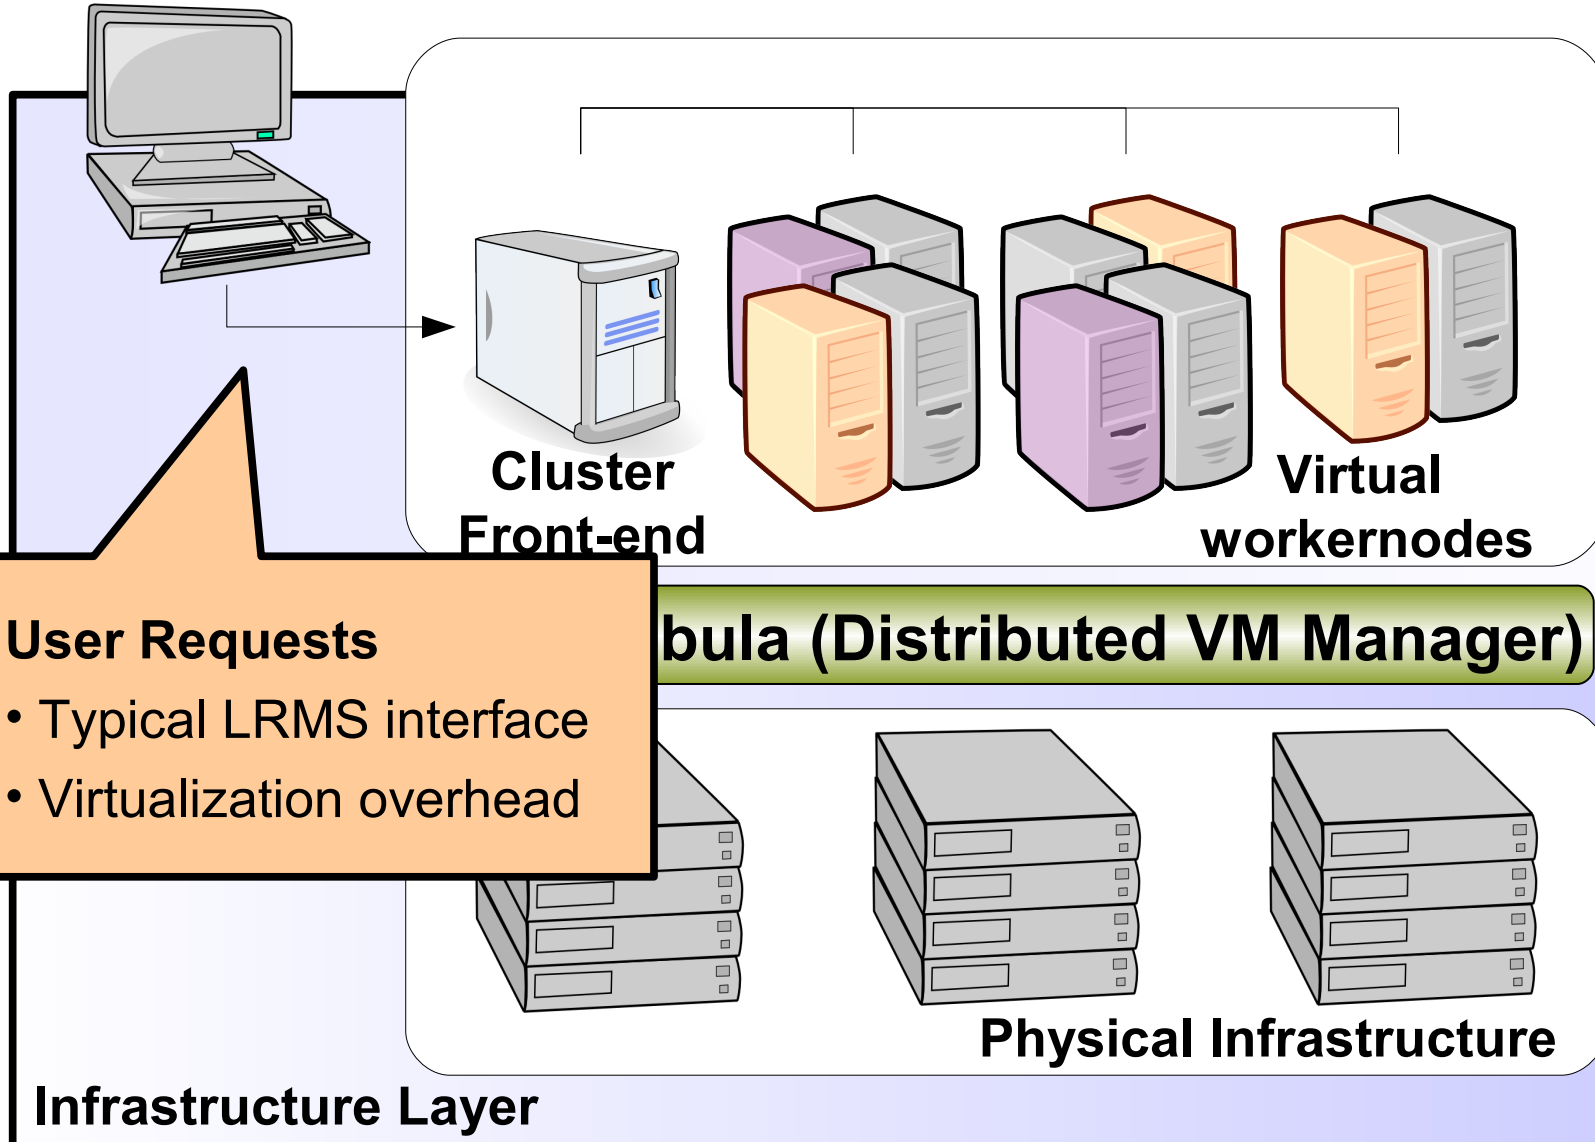 Cluster
Front-end
Virtual
workernodes
User Requests
• Typical LRMS interface
• Virtualization overhead
bula (Distributed VM Manager)
Physical Infrastructure
Infrastructure Layer